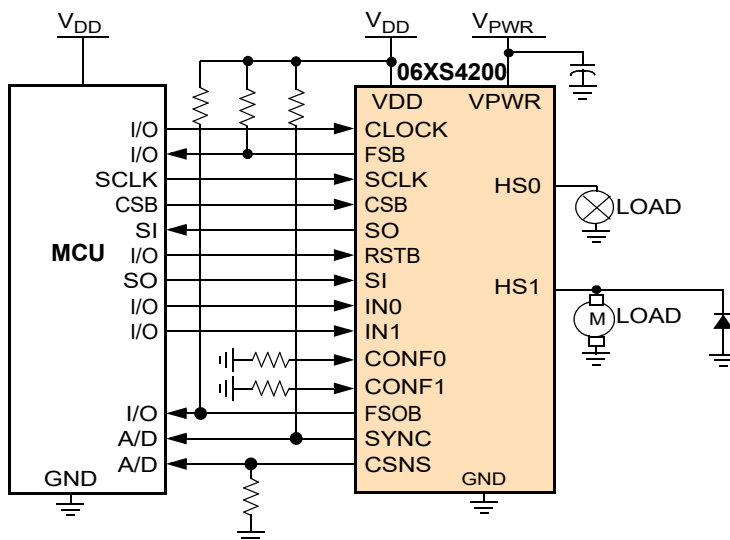 VDD
VDD
VPWR
06XS4200
VDD
VPWR
I/O
CLOCK
I/O
FSB
SCLK
SCLK
HS0
CSB
CSB
LOAD
SI
SO
MCU
I/O
RSTB
SO
SI
HS1
I/O
IN0
M
LOAD
I/O
IN1
CONF0
CONF1
I/O
FSOB
A/D
SYNC
A/D
CSNS
GND
GND